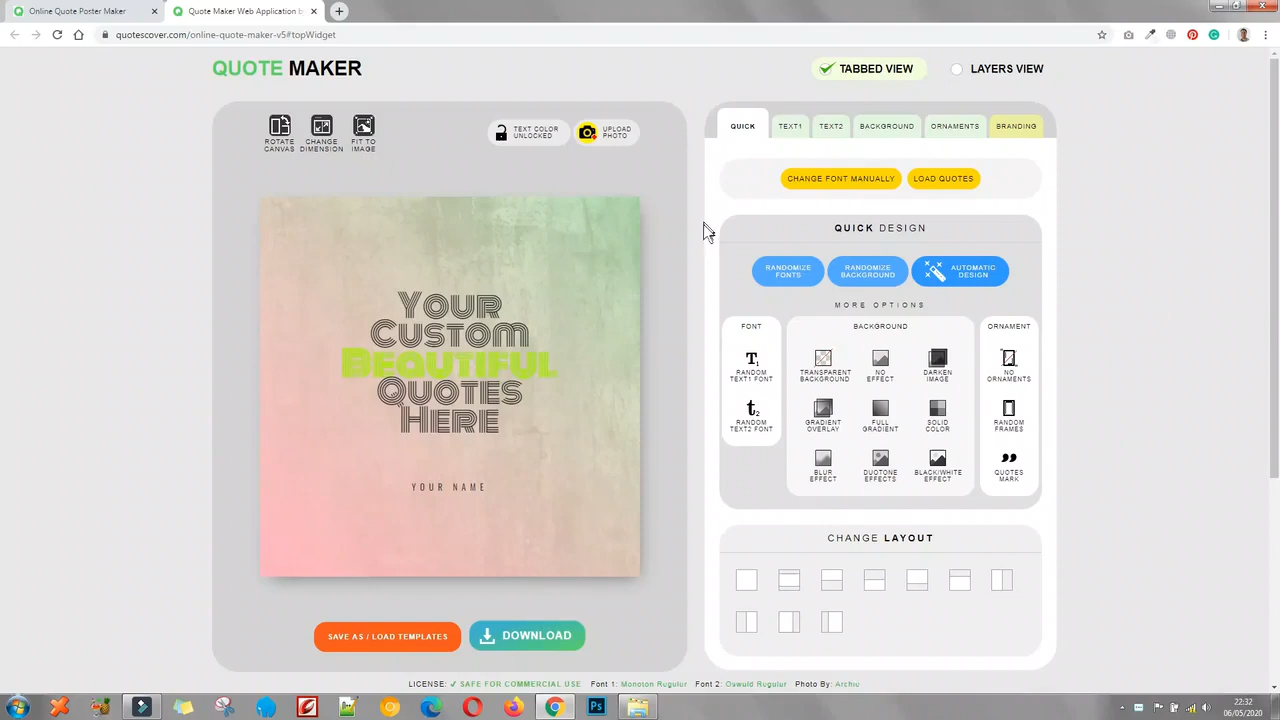 Online Quote Poster Maker
Quote Maker Web Application b
quotescover.com/online-quote-maker-v5#topWidget
QUOTE MAKER
TABBED VIEW
LAYERS VIEW
ROTATE
CANVAS
CHANGE
DIMENSION
FIT TO
IMAGE
TEXT COLOR
UNLOCKED
UPLOAD
PHOTO
Your
Custom
Beautiful
Quotes
Here
YOUR NAME
SAVE AS / LOAD TEMPLATES
DOWNLOAD
QUICK
TEXT1
TEXT2
BACKGROUND
ORNAMENTS
BRANDING
CHANGE FONT MANUALLY
LOAD QUOTES
QUICK DESIGN
RANDOMIZE
FONTS
RANDOMIZE
BACKGROUND
AUTOMATIC
DESIGN
MORE OPTIONS
FONT
RANDOM
TEXT1 FONT
RANDOM
TEXT2 FONT
BACKGROUND
TRANSPARENT
BACKGROUND
NO
EFFECT
DARKEN
IMAGE
GRADIENT
OVERLAY
FULL
GRADIENT
SOLID
COLOR
BLUR
EFFECT
DUOTONE
EFFECTS
BLACK/WHITE
EFFECT
ORNAMENT
NO
ORNAMENTS
RANDOM
FRAMES
QUOTES
MARK
CHANGE LAYOUT
LICENSE: ✓ SAFE FOR COMMERCIAL USE Font 1: Monoton Regular Font 2: Oswald Regular Photo By: Archiu
Ps
22:32
06/05/2020